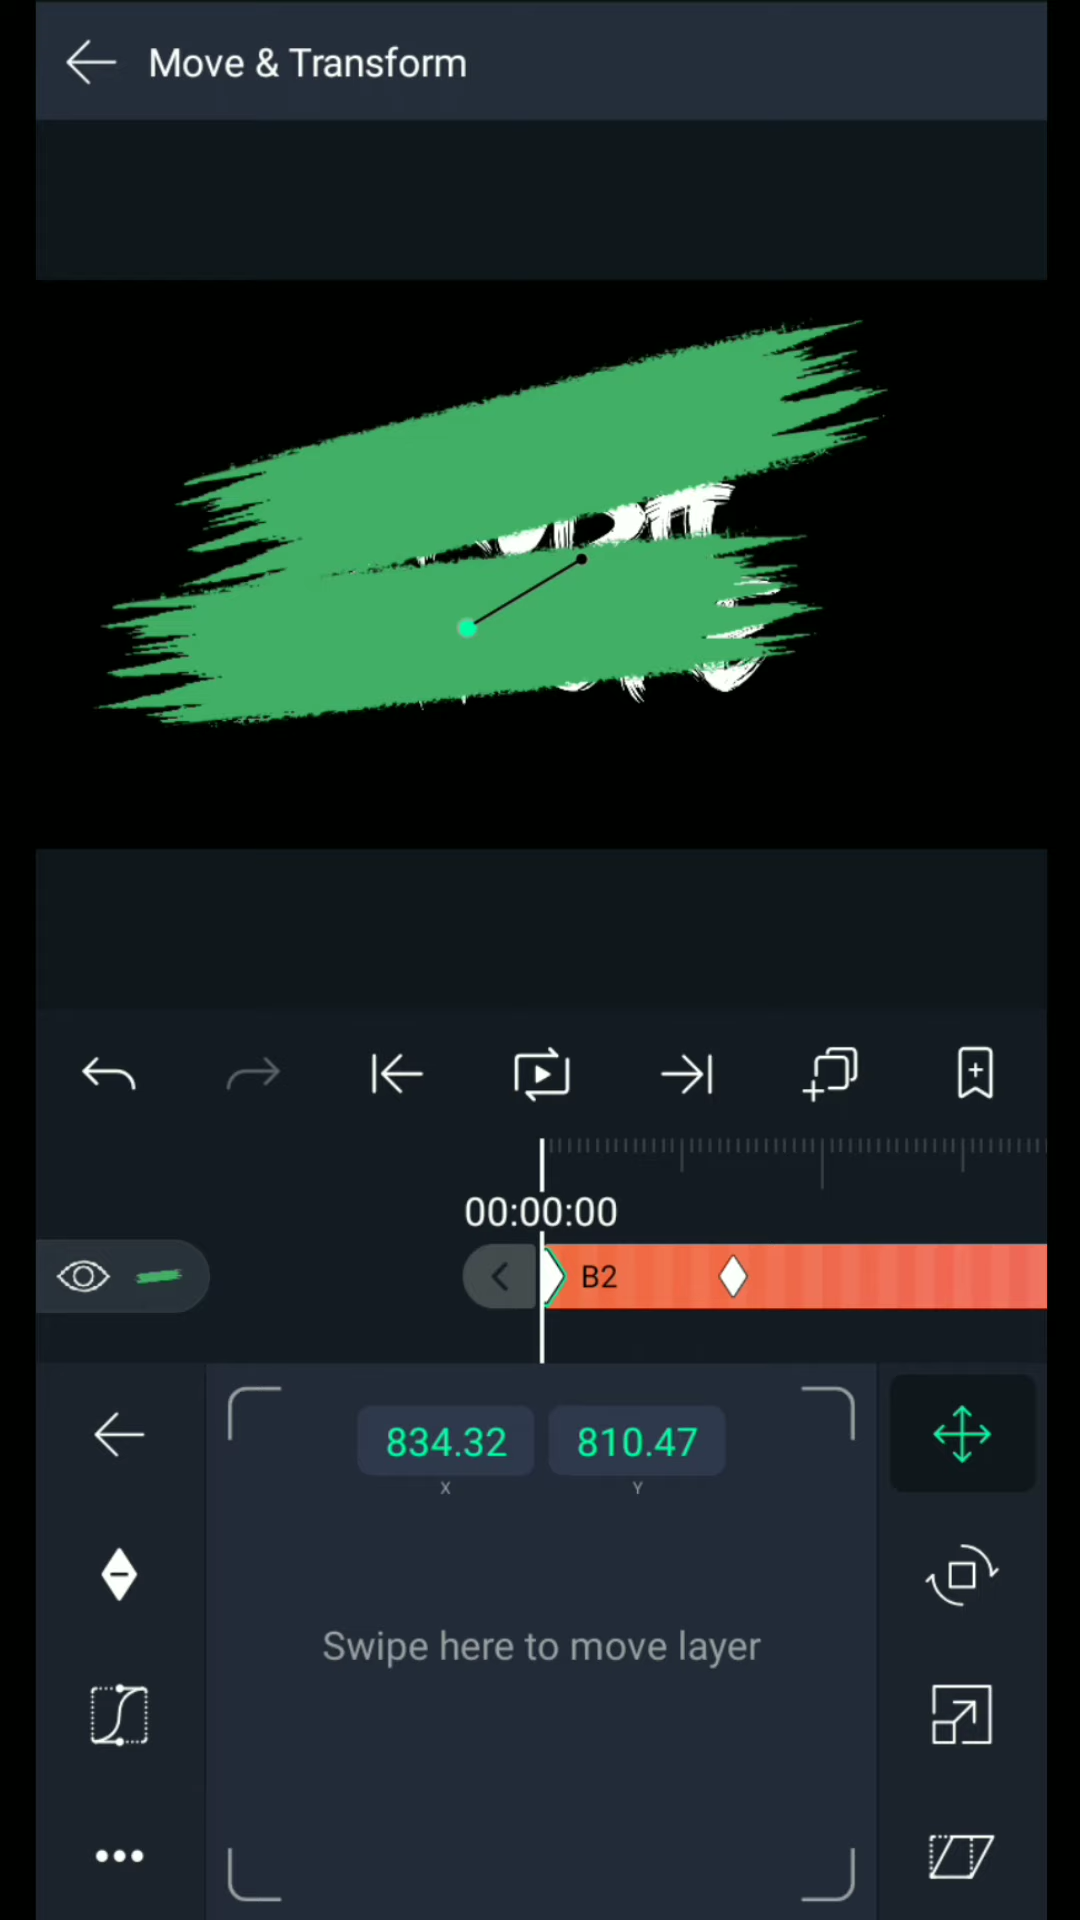 Move & Transform
00:00:00
B2
834.32 810.47
X Y
Swipe here to move layer